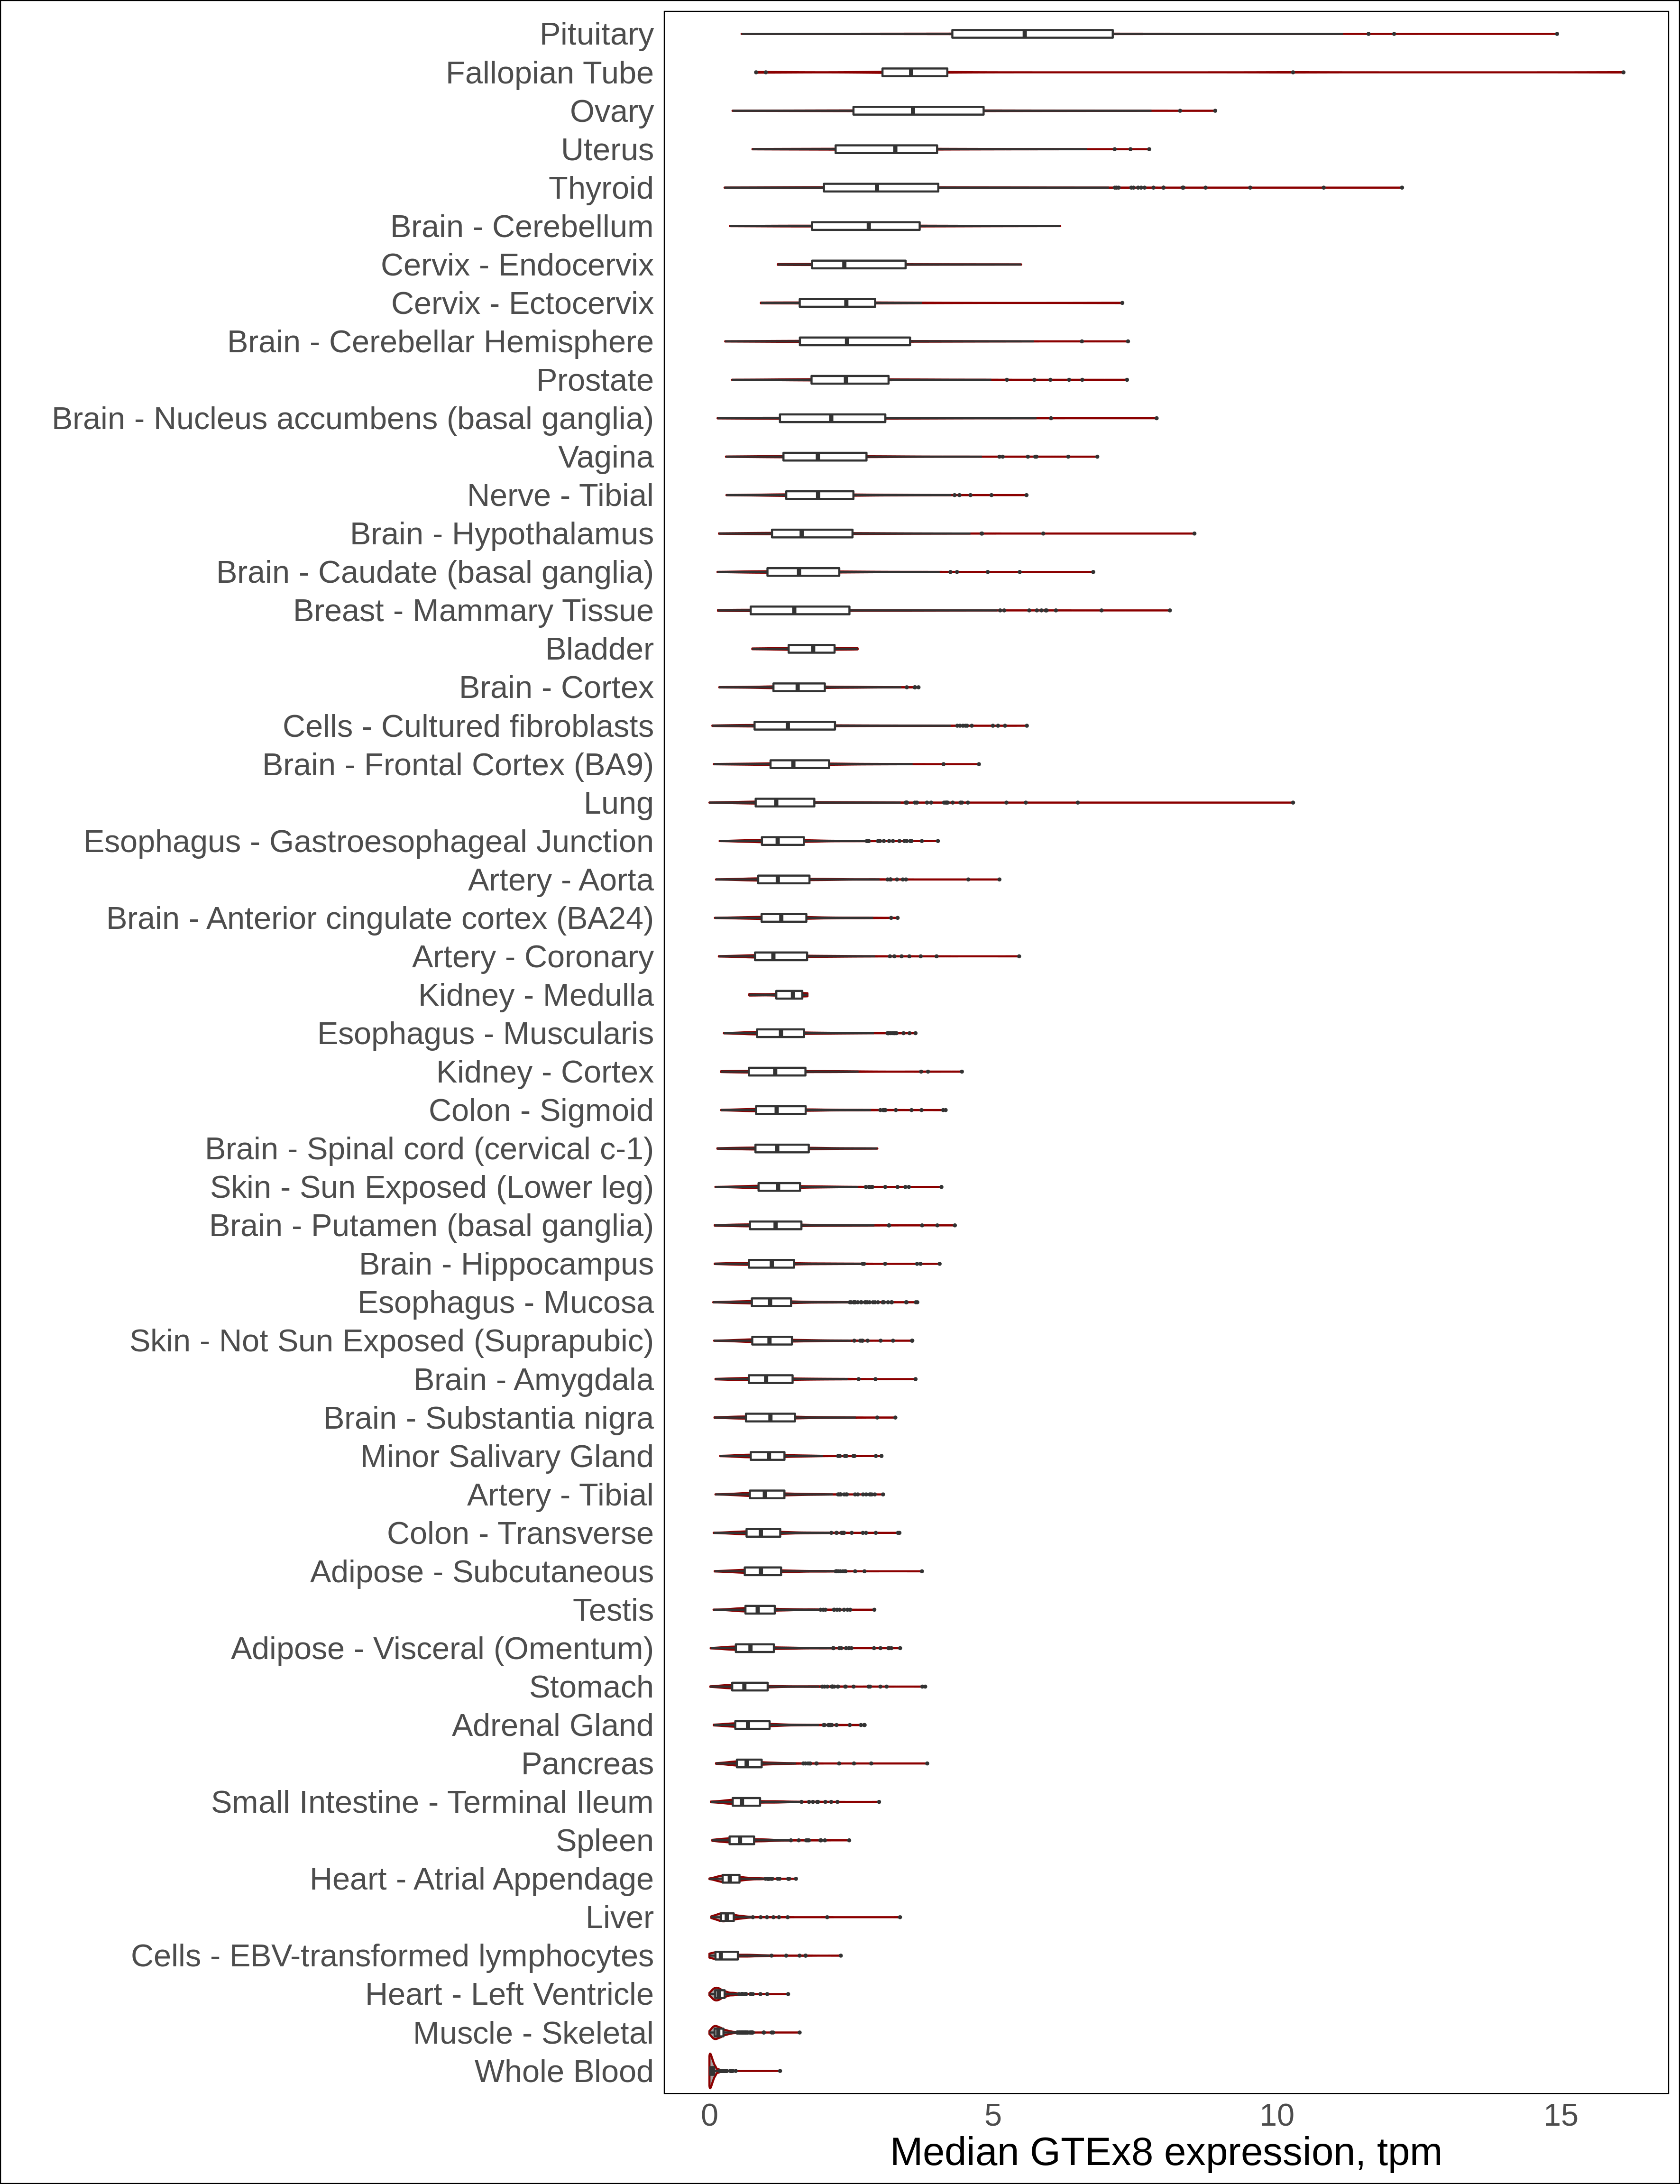 Pituitary
Fallopian Tube
Ovary
Uterus
Thyroid
Brain - Cerebellum
Cervix - Endocervix
Cervix - Ectocervix
Brain - Cerebellar Hemisphere
Prostate
Brain - Nucleus accumbens (basal ganglia)
Vagina
Nerve - Tibial
Brain - Hypothalamus
Brain - Caudate (basal ganglia)
Breast - Mammary Tissue
Bladder
Brain - Cortex
Cells - Cultured fibroblasts
Brain - Frontal Cortex (BA9)
Lung
Esophagus - Gastroesophageal Junction
Artery - Aorta
Brain - Anterior cingulate cortex (BA24)
Artery - Coronary
Kidney - Medulla
Esophagus - Muscularis
Kidney - Cortex
Colon - Sigmoid
Brain - Spinal cord (cervical c-1)
Skin - Sun Exposed (Lower leg)
Brain - Putamen (basal ganglia)
Brain - Hippocampus
Esophagus - Mucosa
Skin - Not Sun Exposed (Suprapubic)
Brain - Amygdala
Brain - Substantia nigra
Minor Salivary Gland
Artery - Tibial
Colon - Transverse
Adipose - Subcutaneous
Testis
Adipose - Visceral (Omentum)
Stomach
Adrenal Gland
Pancreas
Small Intestine - Terminal Ileum
Spleen
Heart - Atrial Appendage
Liver
Cells - EBV-transformed lymphocytes
Heart - Left Ventricle
Muscle - Skeletal
Whole Blood
0 5 10 15
Median GTEx8 expression, tpm